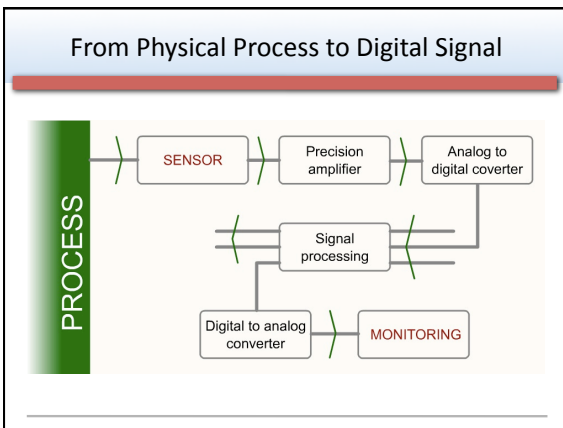 From Physical Process to Digital Signal
PROCESS
SENSOR
Precision
amplifier
Analog to
digital coverter
Signal
processing
Digital to analog
converter
MONITORING